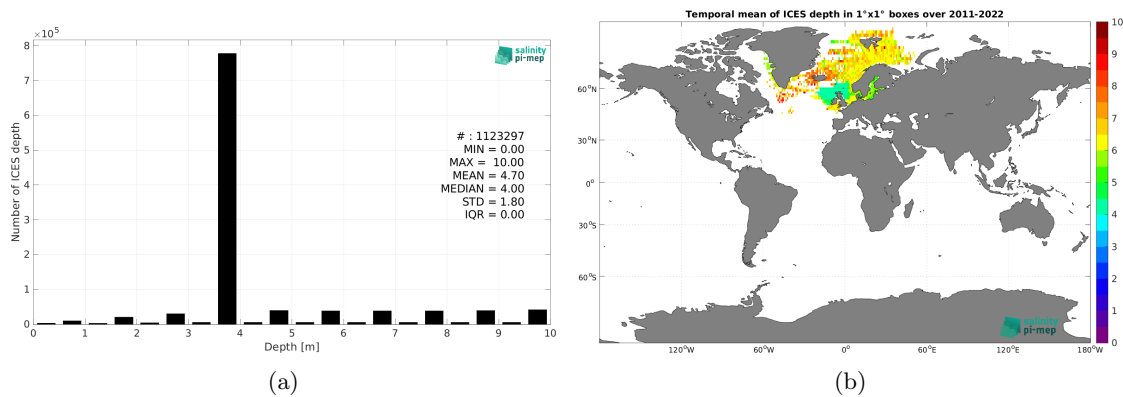 8 ×10⁵
7
6
5
4
3
2
1
0
Number of ICES depth
salinity
pi-mep
# : 1123297
MIN = 0.00
MAX = 10.00
MEAN = 4.70
MEDIAN = 4.00
STD = 1.80
IQR = 0.00
0 1 2 3 4 5 6 7 8 9 10
Depth [m]
(a)
Temporal mean of ICES depth in 1°x1° boxes over 2011-2022
60°N
30°N
0°
30°S
60°S
120°W 60°W 0° 60°E 120°E 180°W
salinity
pi-mep
10
9
8
7
6
5
4
3
2
1
0
(b)